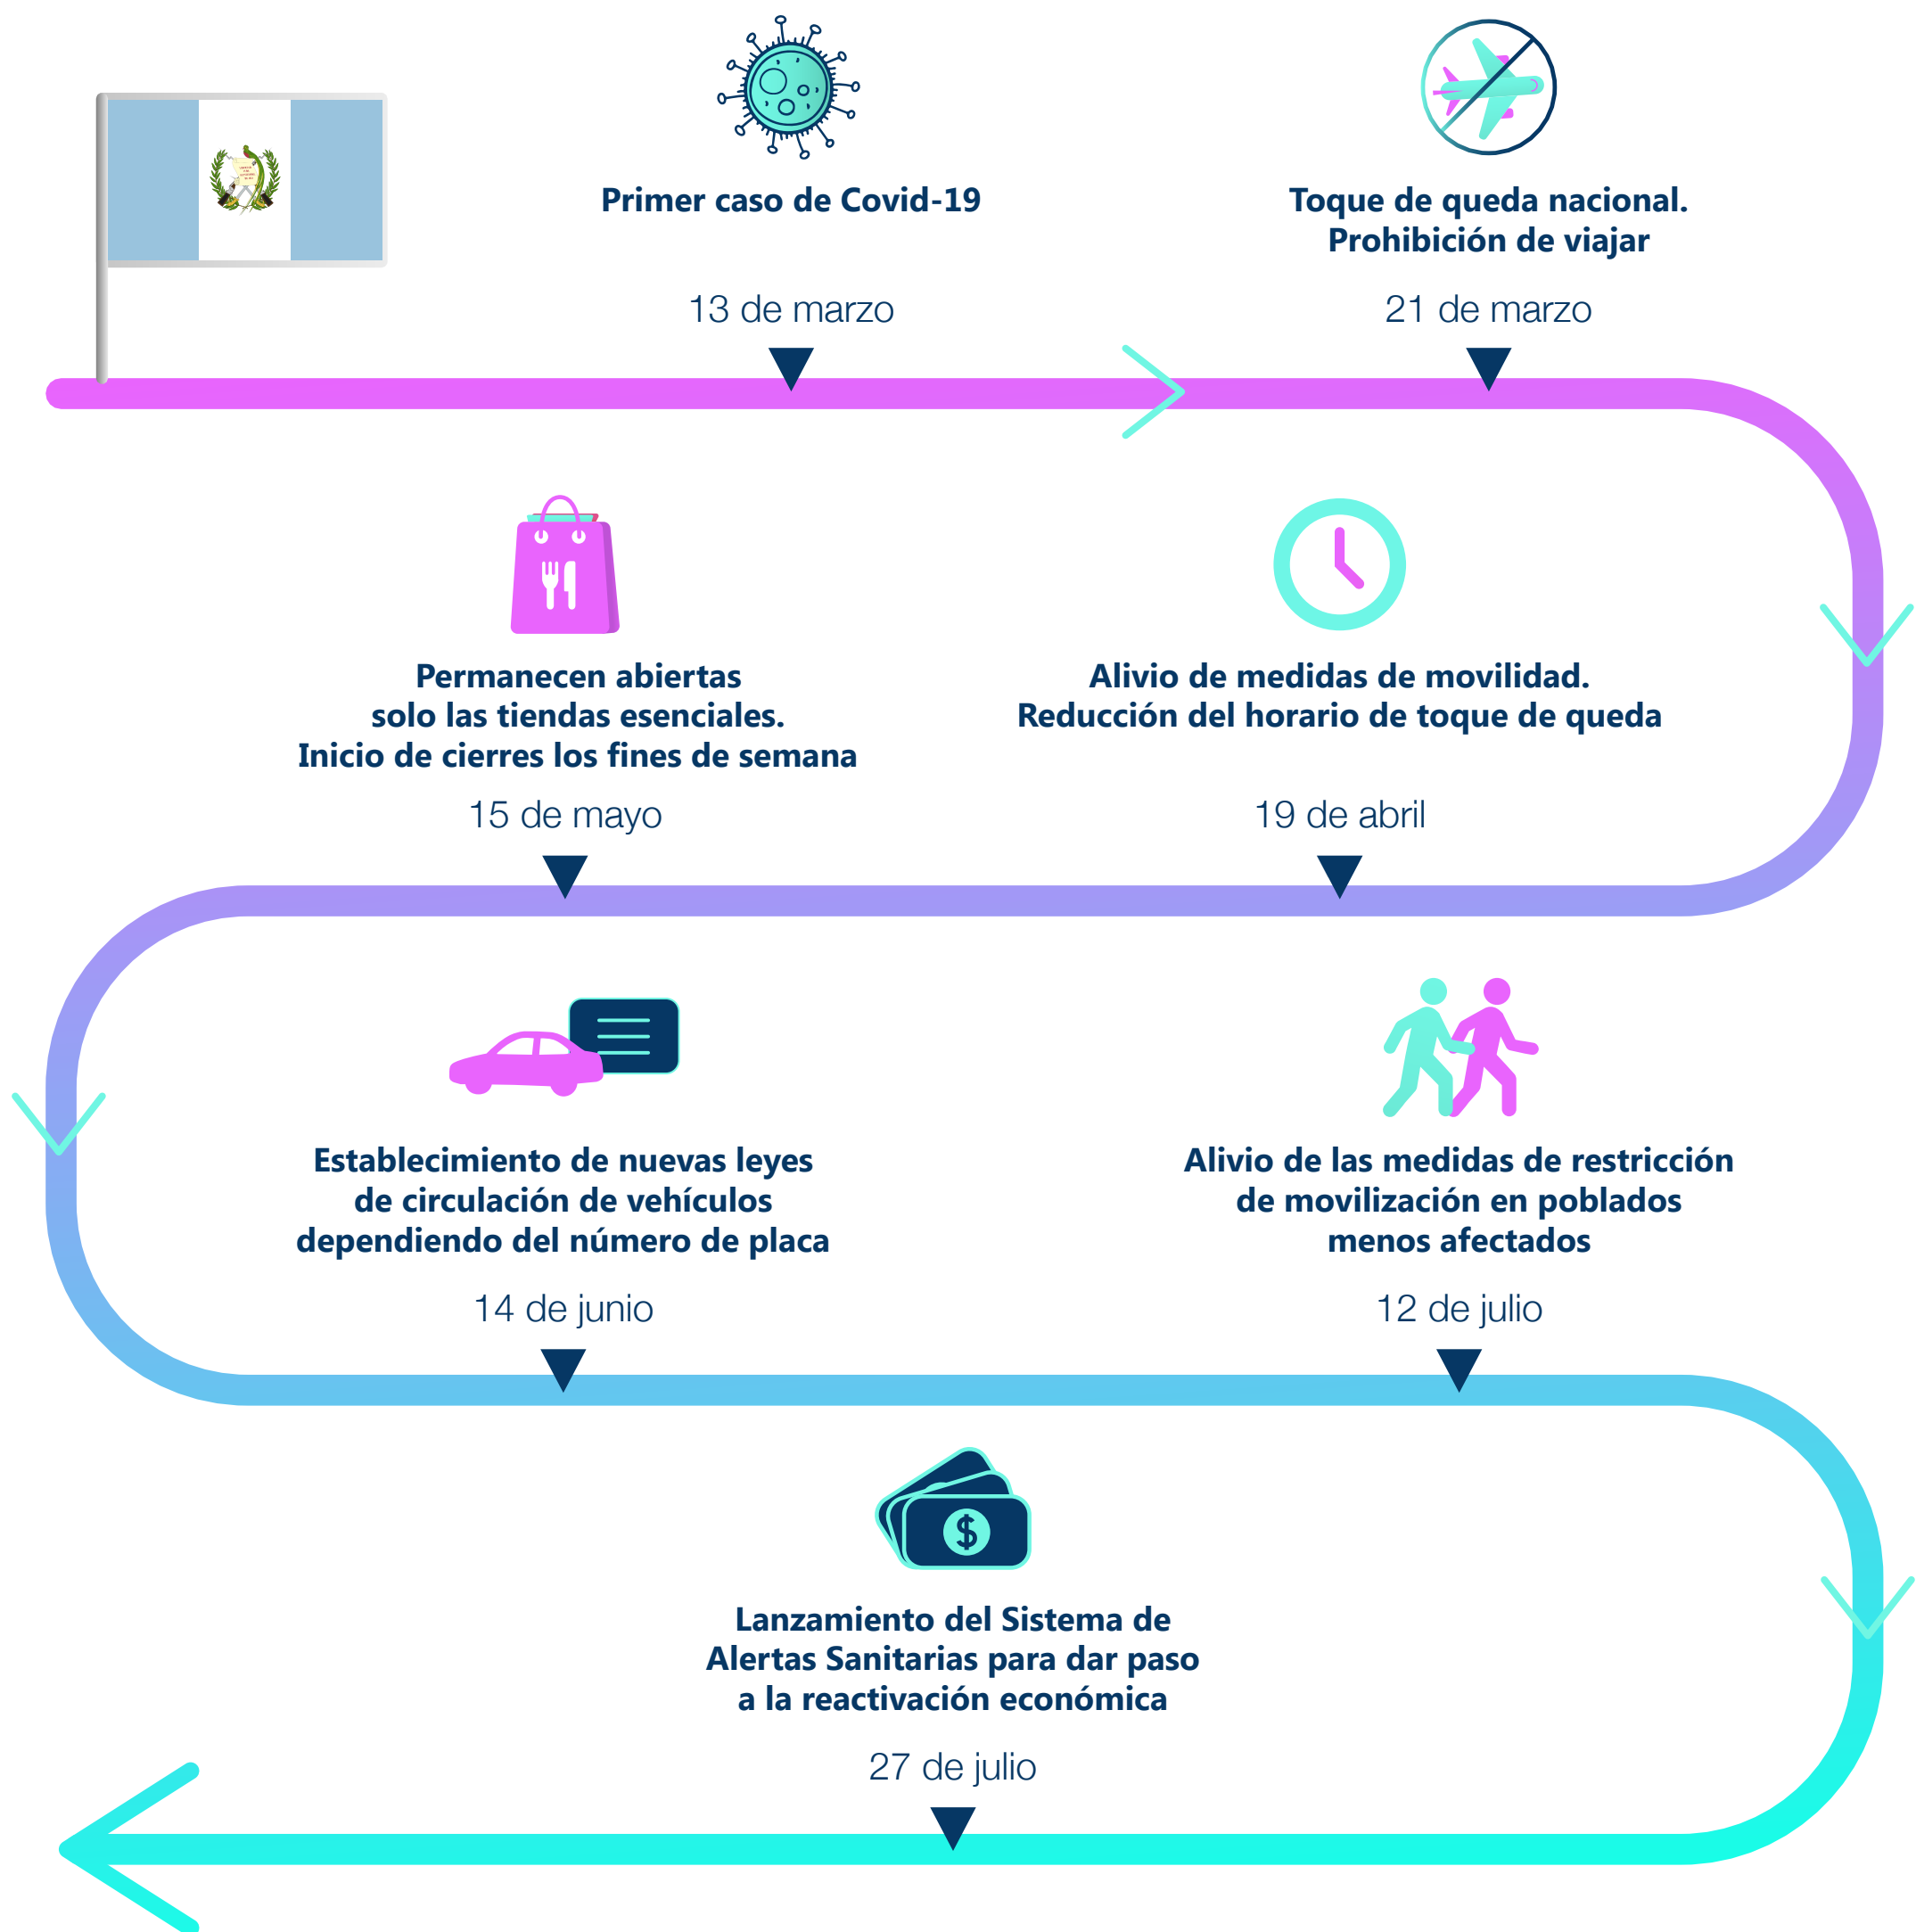 Primer caso de Covid-19
13 de marzo
Toque de queda nacional.
Prohibición de viajar
21 de marzo
Alivio de medidas de movilidad.
Reducción del horario de toque de queda
19 de abril
Permanecen abiertas
solo las tiendas esenciales.
Inicio de cierres los fines de semana
15 de mayo
Establecimiento de nuevas leyes
de circulación de vehículos
dependiendo del número de placa
14 de junio
Alivio de las medidas de restricción
de movilización en poblados
menos afectados
12 de julio
$
Lanzamiento del Sistema de
Alertas Sanitarias para dar paso
a la reactivación económica
27 de julio